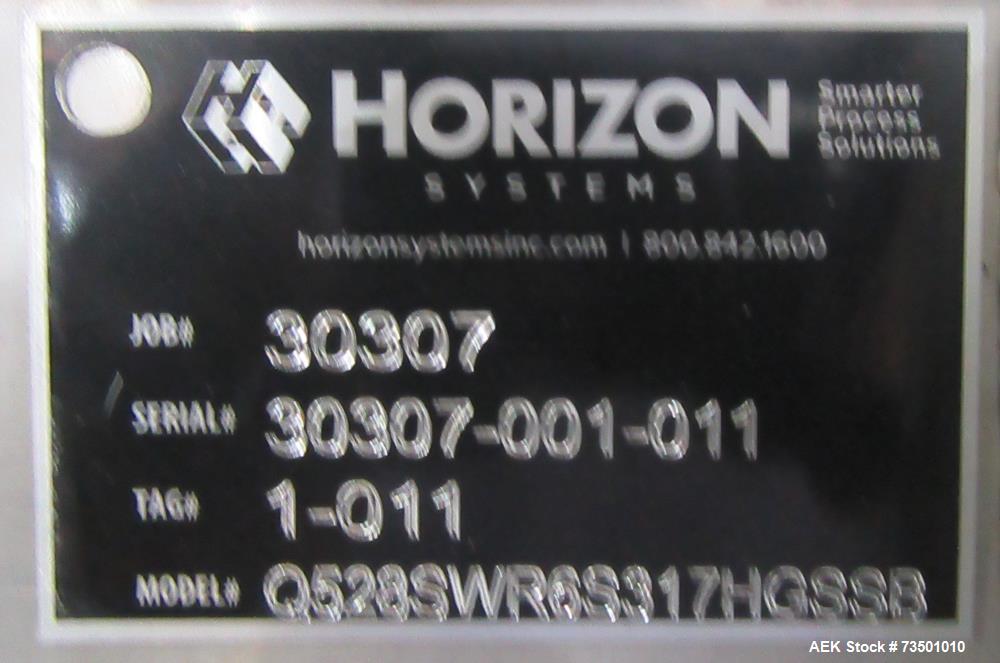 HORIZON
SYSTEMS
Smarter
Process
Solutions
horizonsystemsinc.com | 800.842.1600
JOB# 30307
SERIAL# 30307-001-011
TAG# 1-011
MODEL# Q528SWR6S317HGSSB
AEK Stock # 73501010